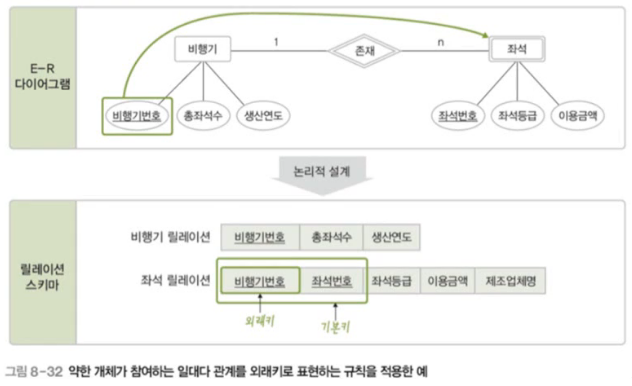 E-R
다이어그램
비행기
1
존재
n
좌석
비행기번호
총좌석수
생산연도
좌석번호
좌석등급
이용금액
논리적 설계
릴레이션
스키마
비행기 릴레이션
비행기번호
총좌석수
생산연도
좌석 릴레이션
비행기번호
좌석번호
좌석등급
이용금액
제조업체명
외래키
기본키
그림 8-32 약한 개체가 참여하는 일대다 관계를 외래키로 표현하는 규칙을 적용한 예